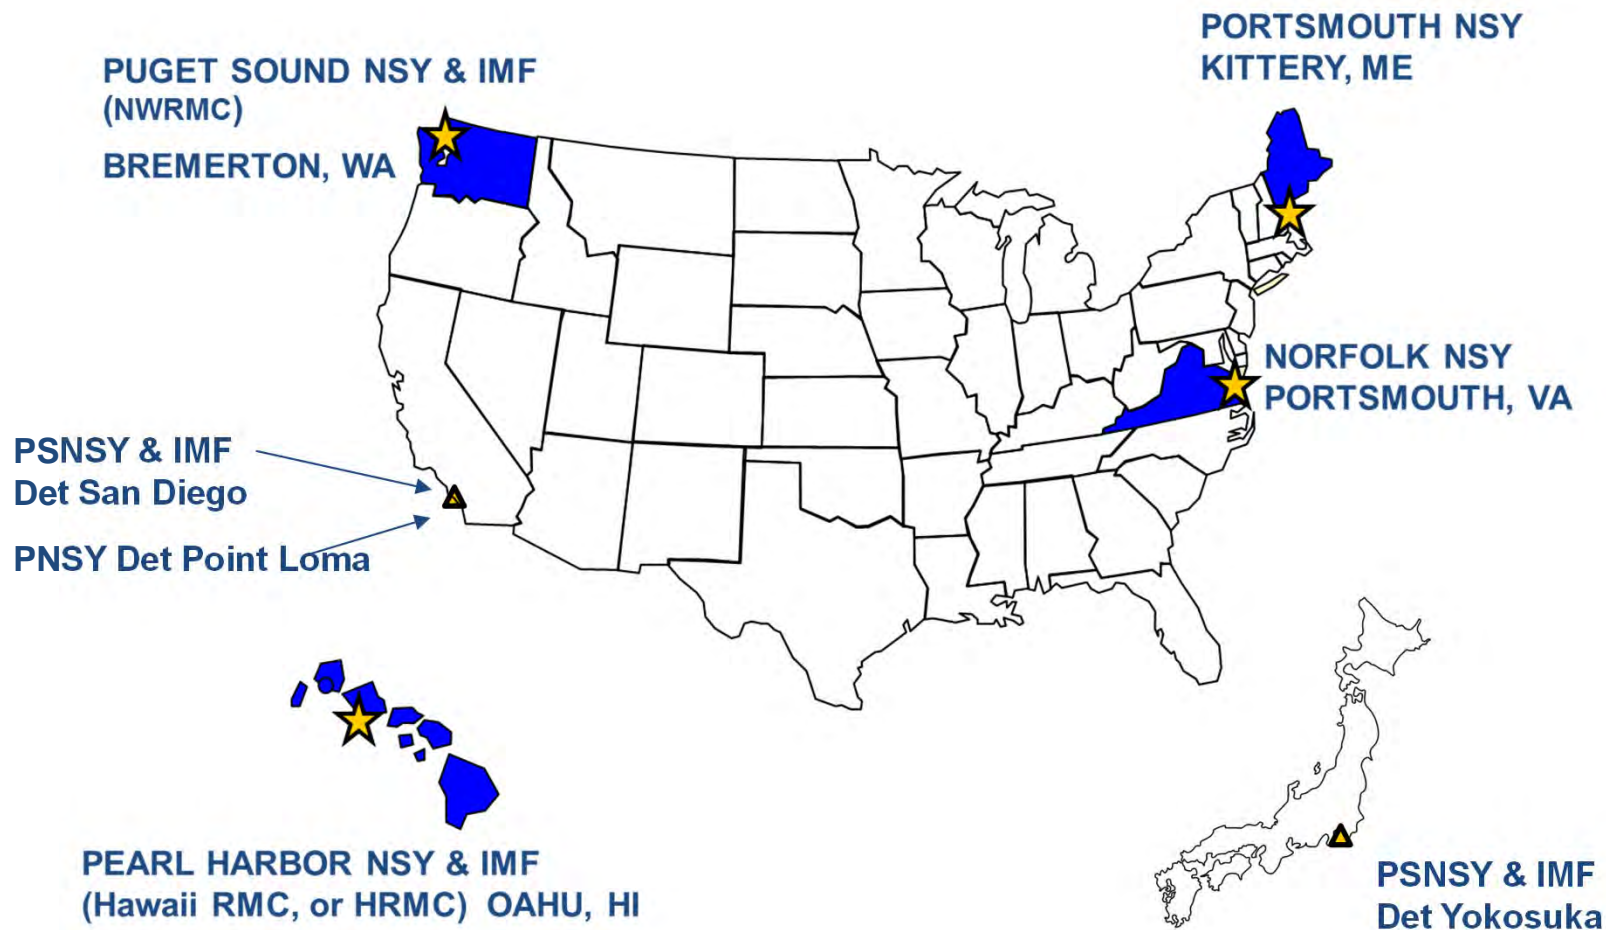 PORTSMOUTH NSY
KITTERY, ME
PUGET SOUND NSY & IMF
(NWRMC)
BREMERTON, WA
NORFOLK NSY
PORTSMOUTH, VA
PSNSY & IMF
Det San Diego
PNSY Det Point Loma
PEARL HARBOR NSY & IMF
(Hawaii RMC, or HRMC) OAHU, HI
PSNSY & IMF
Det Yokosuka